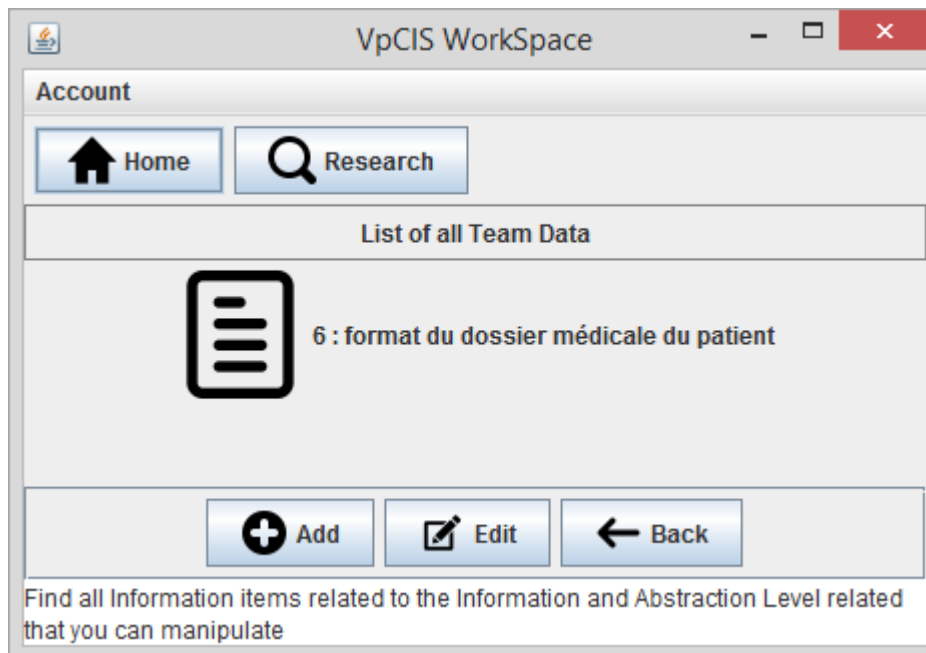 VpCIS WorkSpace
Account
Home
Research
List of all Team Data
6 : format du dossier médicale du patient
Add
Edit
Back
Find all Information items related to the Information and Abstraction Level related
that you can manipulate